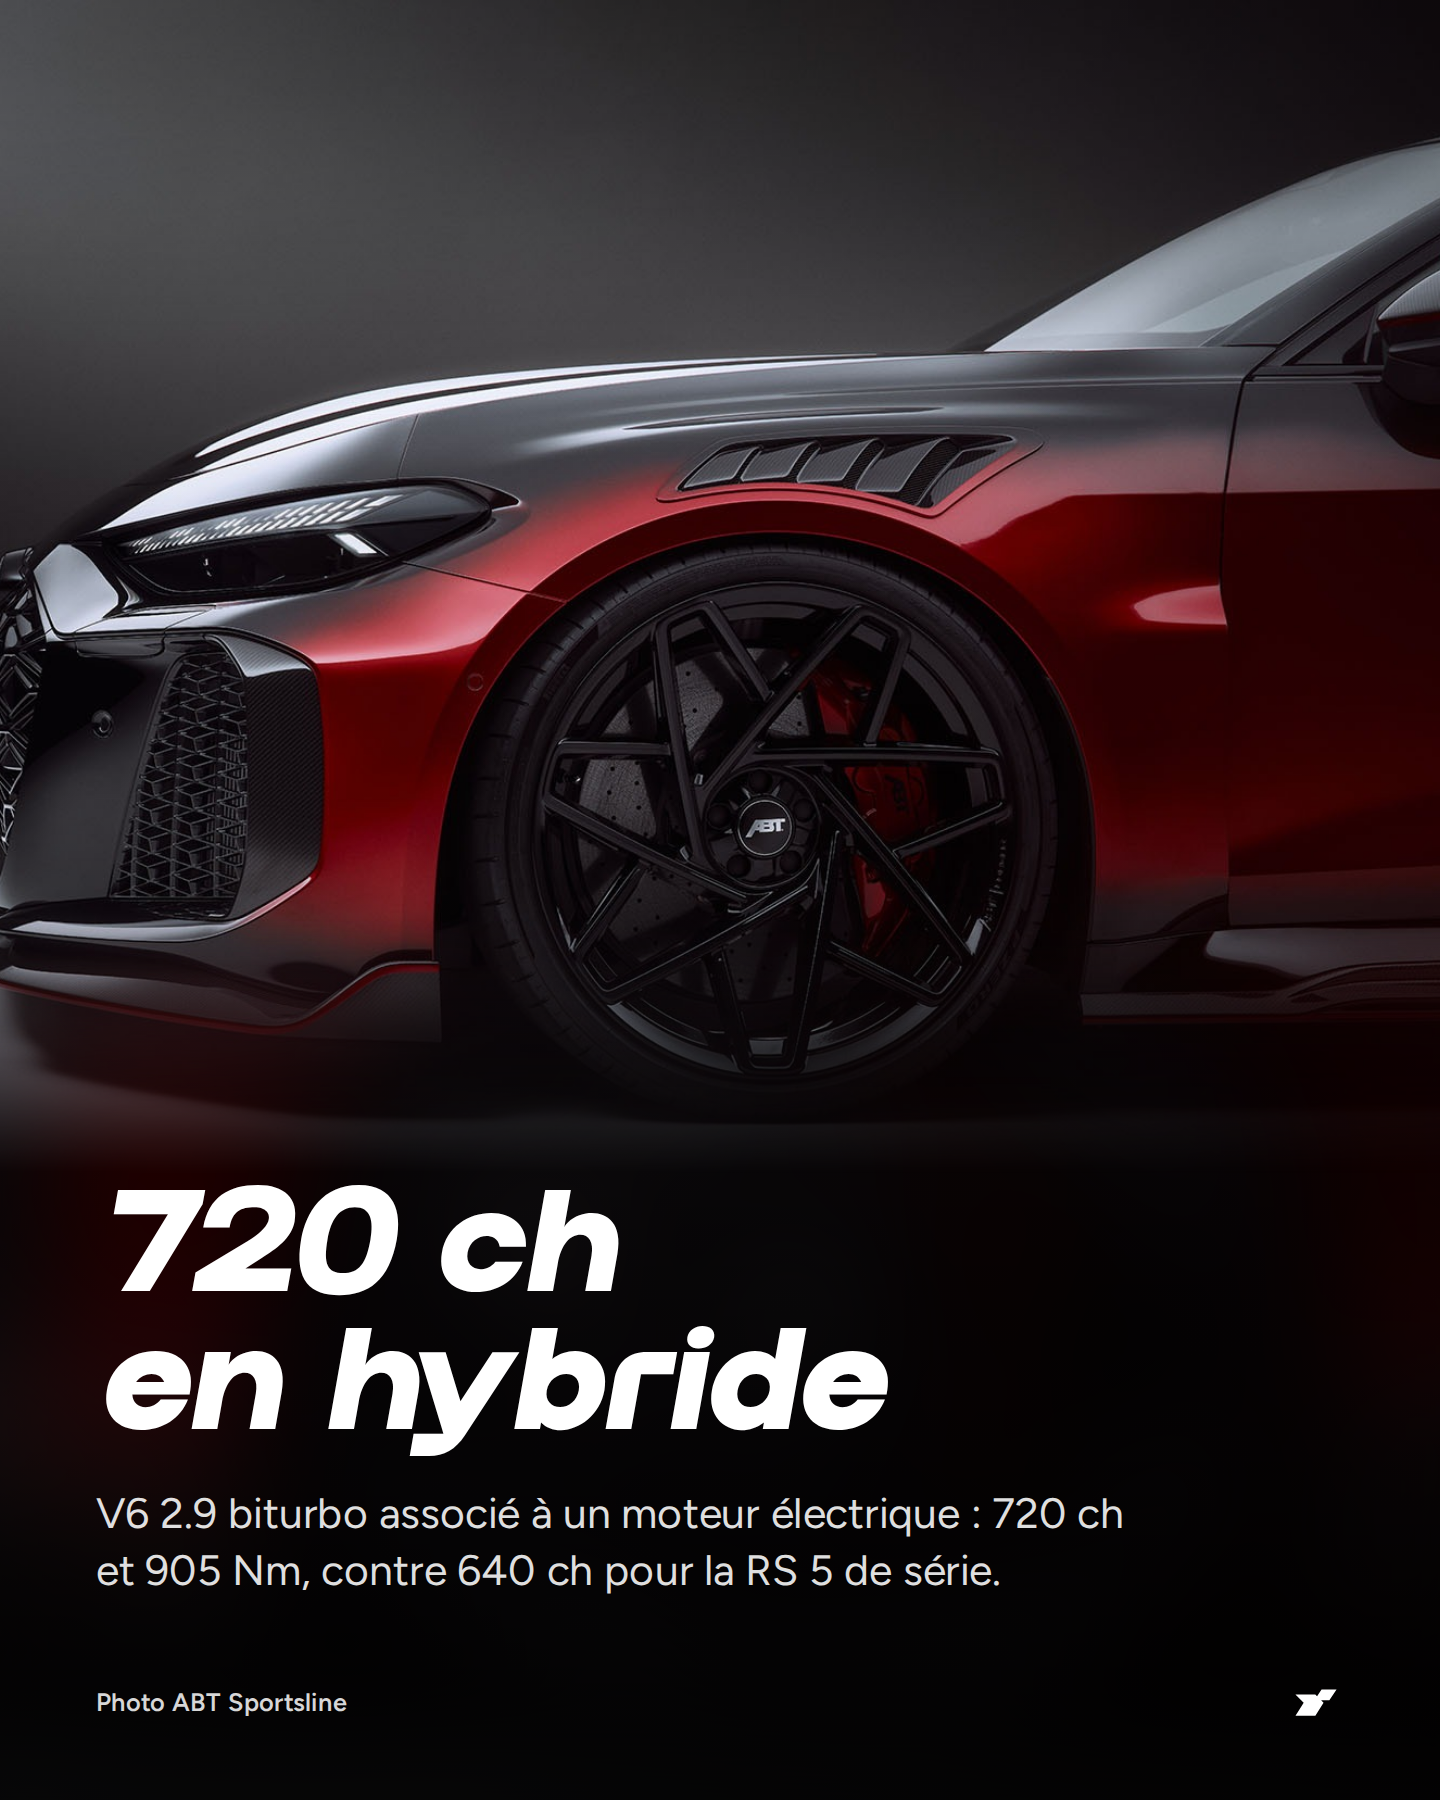 ABT
720 ch
en hybride
V6 2.9 biturbo associé à un moteur électrique : 720 ch
et 905 Nm, contre 640 ch pour la RS 5 de série.
Photo ABT Sportsline